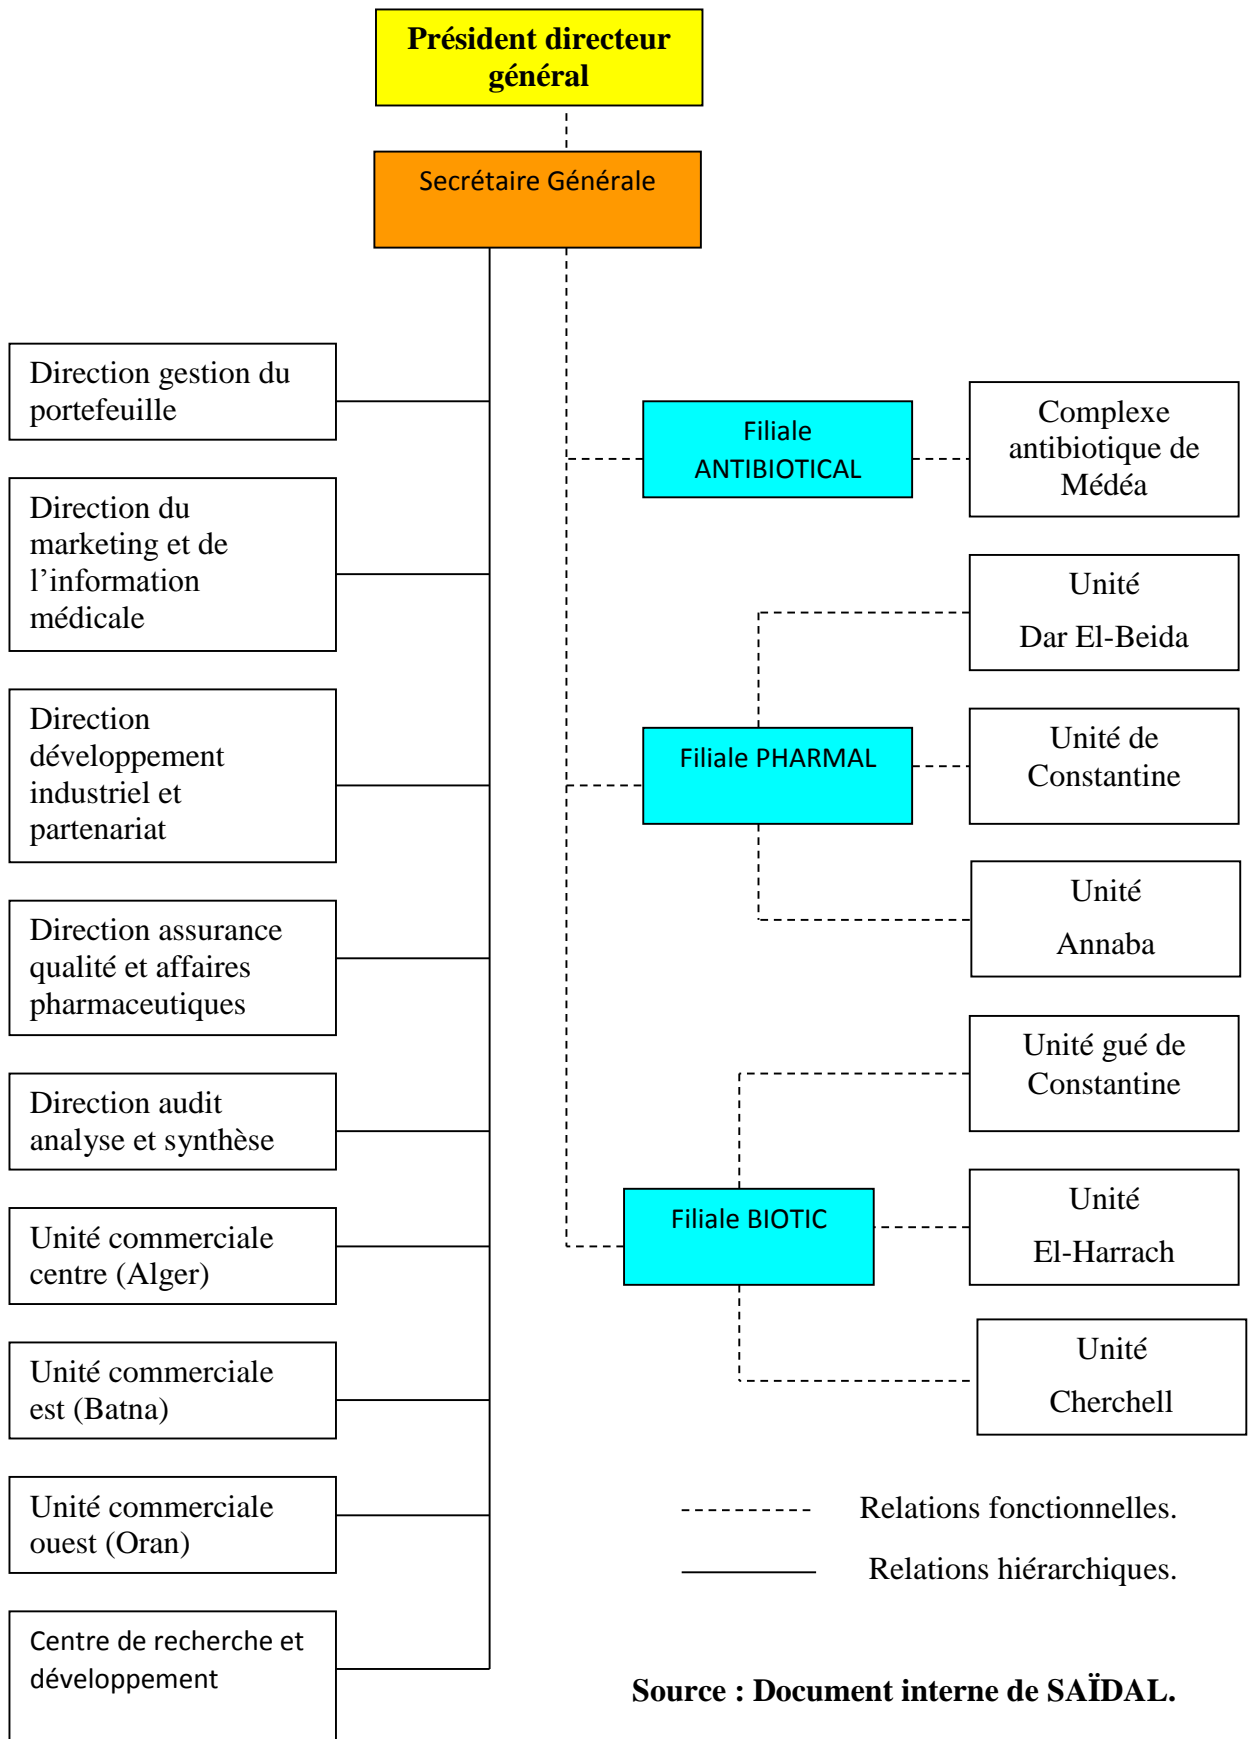 Président directeur
général
Secrétaire Générale
Direction gestion du
portefeuille
Direction du
marketing et de
l’information
médicale
Direction
développement
industriel et
partenariat
Direction assurance
qualité et affaires
pharmaceutiques
Direction audit
analyse et synthèse
Unité commerciale
centre (Alger)
Unité commerciale
est (Batna)
Unité commerciale
ouest (Oran)
Centre de recherche et
développement
Filiale
ANTIBIOTICAL
Complexe
antibiotique de
Médéa
Filiale PHARMAL
Unité
Dar El-Beida
Unité de
Constantine
Unité
Annaba
Filiale BIOTIC
Unité gué de
Constantine
Unité
El-Harrach
Unité
Cherchell
Relations fonctionnelles.
Relations hiérarchiques.
Source : Document interne de SAÏDAL.